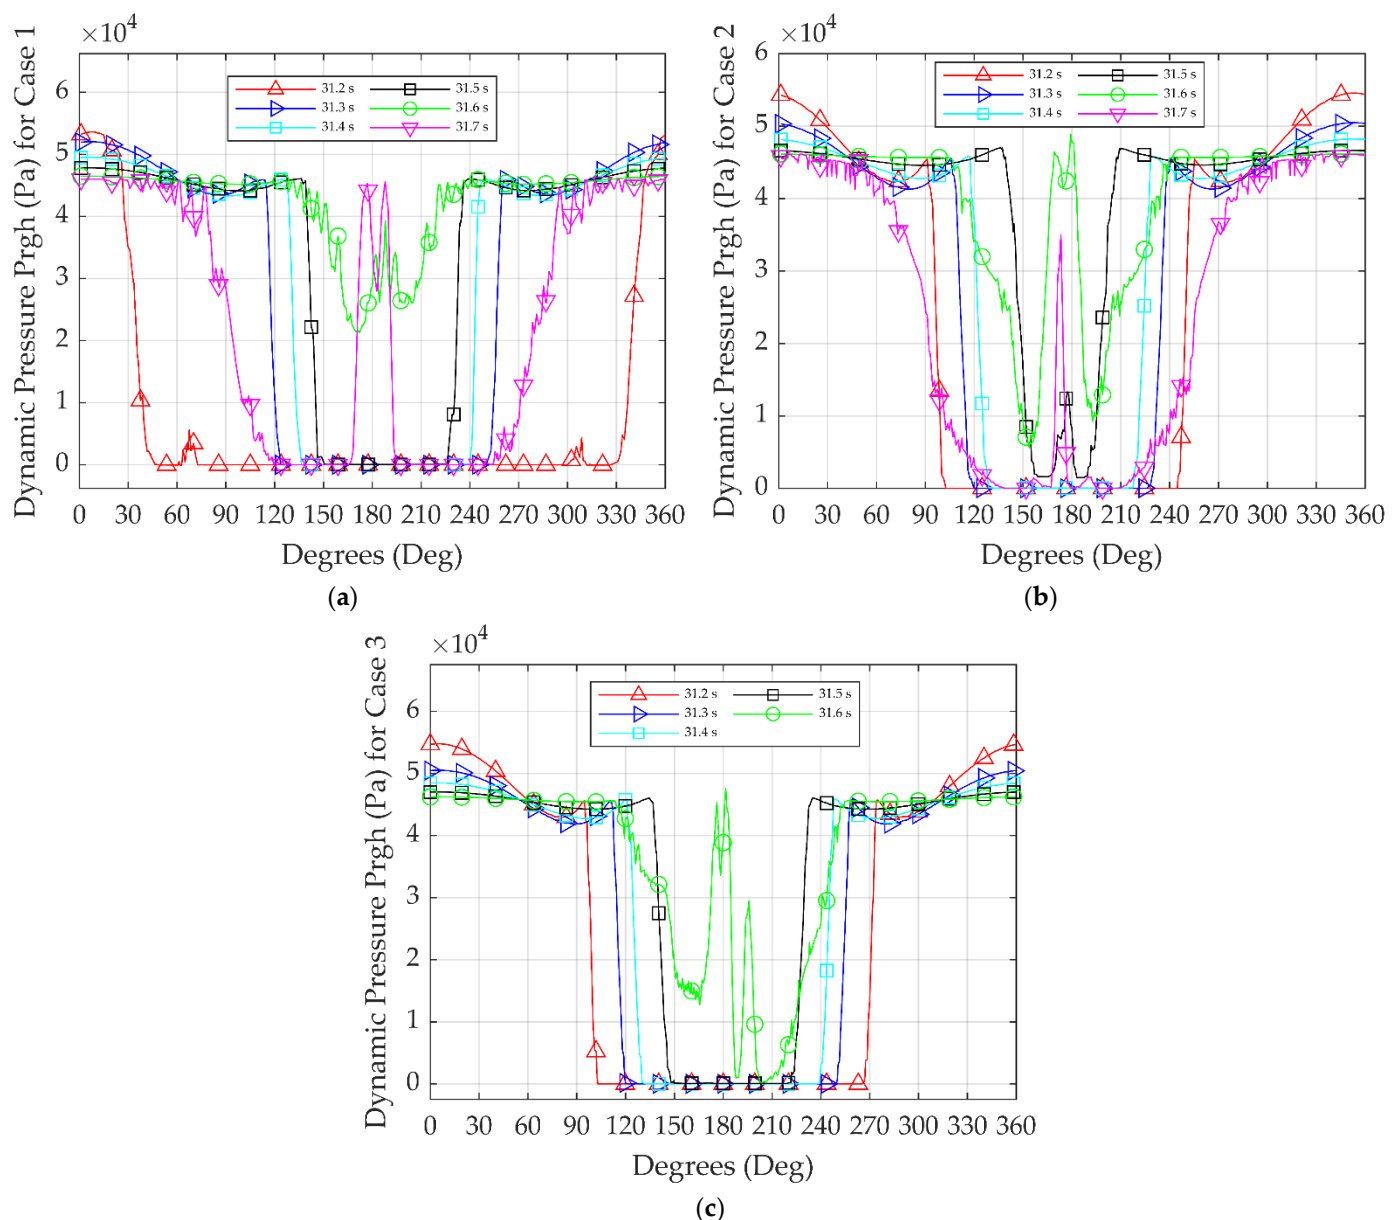 ×10⁴
Dynamic Pressure Prgh (Pa) for Case 1
6
5
4
3
2
1
0
31.2 s 31.5 s
31.3 s 31.6 s
31.4 s 31.7 s
0 30 60 90 120 150 180 210 240 270 300 330 360
Degrees (Deg)
(a)
×10⁴
Dynamic Pressure Prgh (Pa) for Case 2
6
5
4
3
2
1
0
31.2 s 31.5 s
31.3 s 31.6 s
31.4 s 31.7 s
0 30 60 90 120 150 180 210 240 270 300 330 360
Degrees (Deg)
(b)
×10⁴
Dynamic Pressure Prgh (Pa) for Case 3
6
5
4
3
2
1
0
31.2 s 31.5 s
31.3 s 31.6 s
31.4 s
0 30 60 90 120 150 180 210 240 270 300 330 360
Degrees (Deg)
(c)